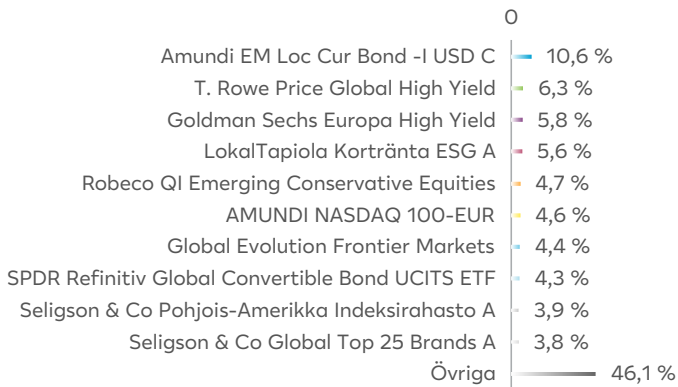 0
Amundi EM Loc Cur Bond -I USD C 10,6 %
T. Rowe Price Global High Yield 6,3 %
Goldman Sechs Europa High Yield 5,8 %
LokalTapiola Kortränta ESG A 5,6 %
Robeco QI Emerging Conservative Equities 4,7 %
AMUNDI NASDAQ 100-EUR 4,6 %
Global Evolution Frontier Markets 4,4 %
SPDR Refinitiv Global Convertible Bond UCITS ETF 4,3 %
Seligson & Co Pohjois-Amerikka Indeksirahasto A 3,9 %
Seligson & Co Global Top 25 Brands A 3,8 %
Övriga 46,1 %